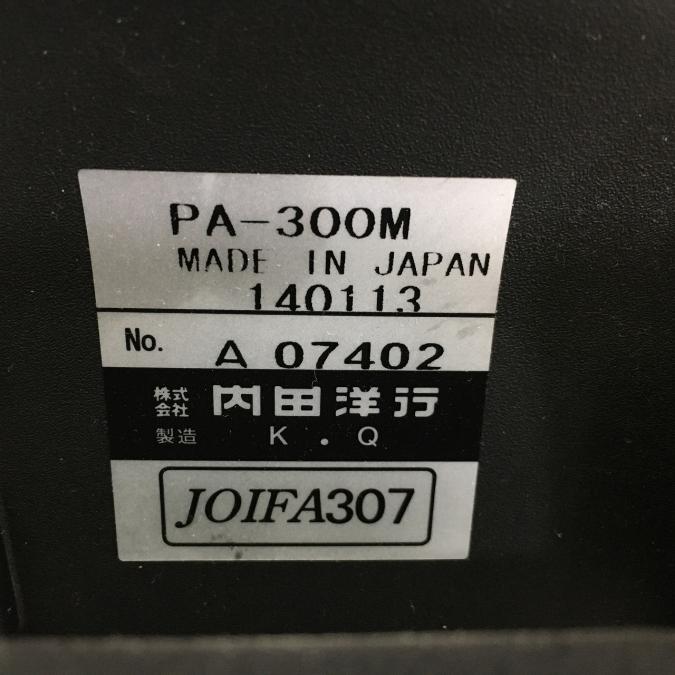 PA-300M
MADE IN JAPAN
140113
No. A 07402
株式会社 内田洋行
製造 K.Q
JOIFA307